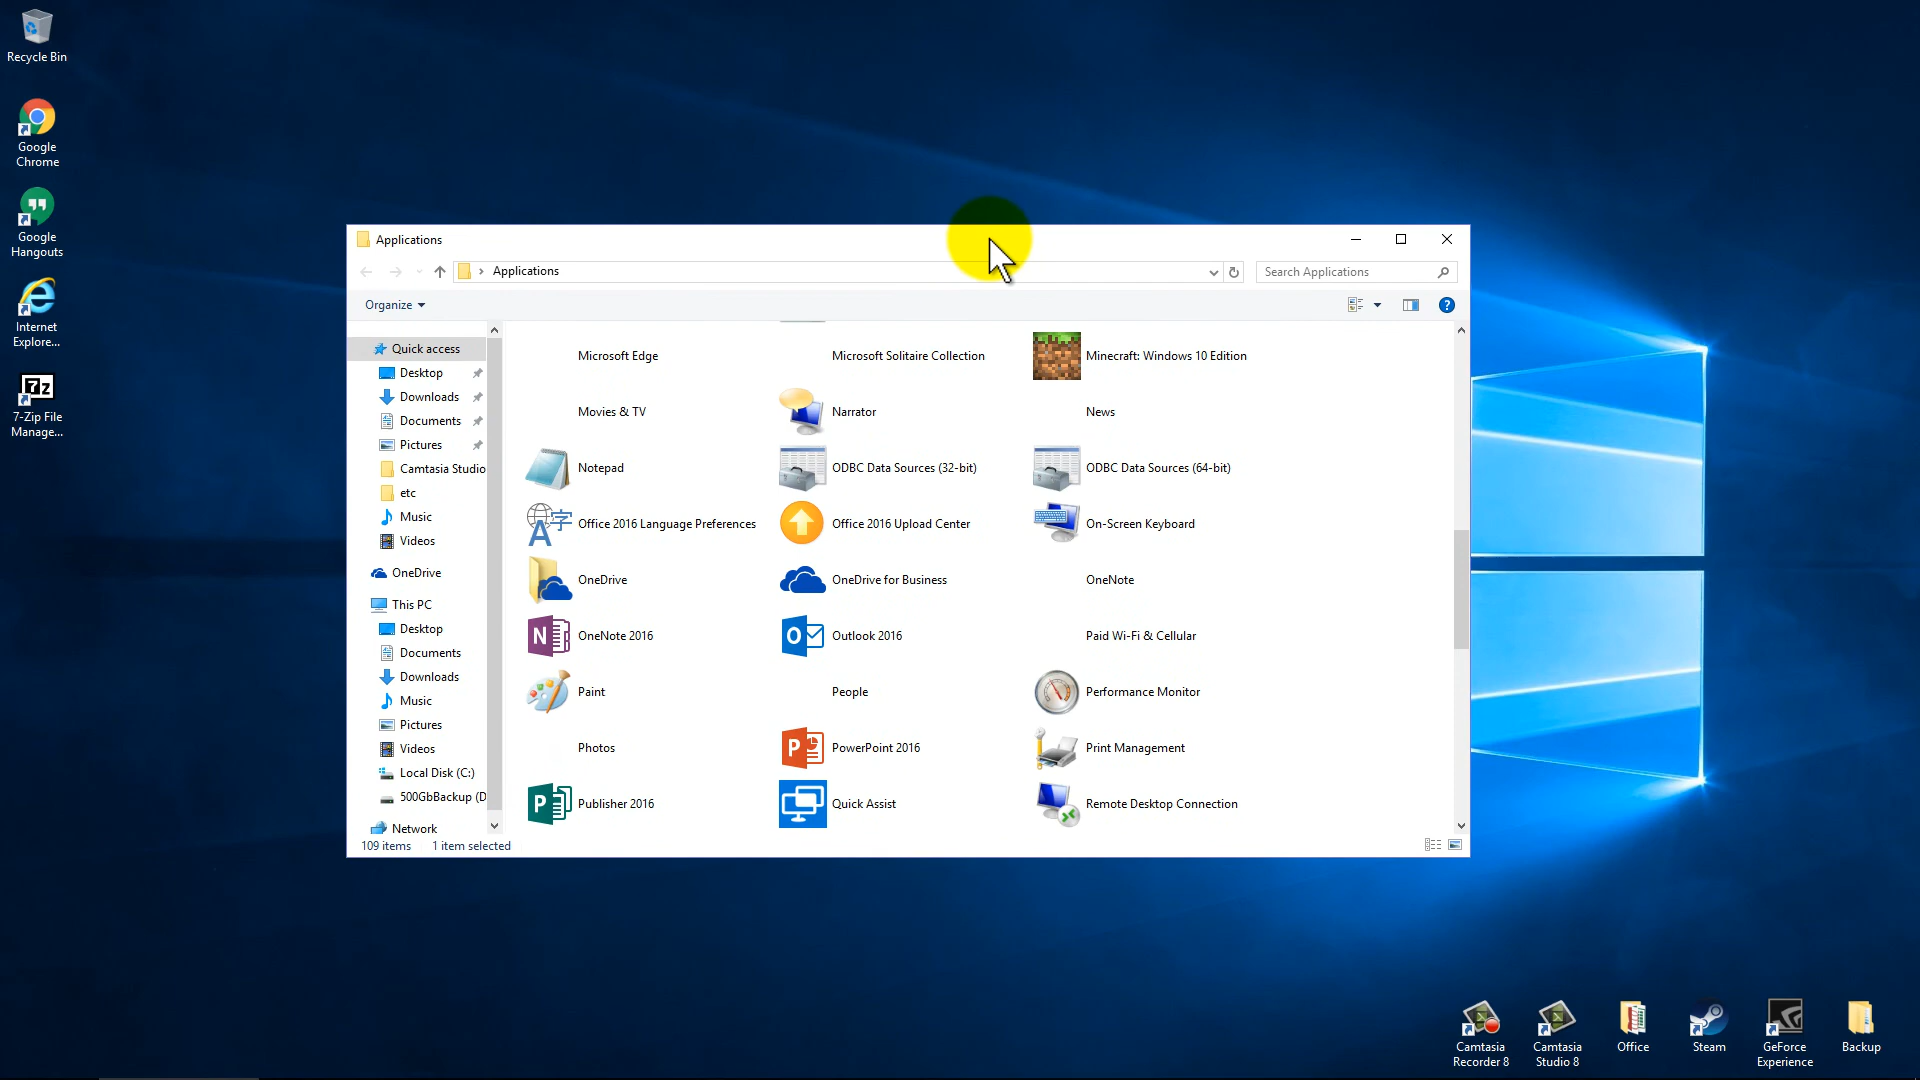 Recycle Bin
Google
Chrome
Google
Hangouts
Internet
Explore...
7-Zip File
Manage...
Applications
Applications
Search Applications
Organize
Quick access
Desktop
Downloads
Documents
Pictures
Camtasia Studio
etc
Music
Videos
OneDrive
This PC
Desktop
Documents
Downloads
Music
Pictures
Videos
Local Disk (C:)
500GbBackup (D
Network
Microsoft Edge
Microsoft Solitaire Collection
Minecraft: Windows 10 Edition
Movies & TV
Narrator
News
Notepad
ODBC Data Sources (32-bit)
ODBC Data Sources (64-bit)
Office 2016 Language Preferences
Office 2016 Upload Center
On-Screen Keyboard
OneDrive
OneDrive for Business
OneNote
OneNote 2016
Outlook 2016
Paid Wi-Fi & Cellular
Paint
People
Performance Monitor
Photos
PowerPoint 2016
Print Management
Publisher 2016
Quick Assist
Remote Desktop Connection
109 items
1 item selected
Camtasia
Recorder 8
Camtasia
Studio 8
Office
Steam
GeForce
Experience
Backup